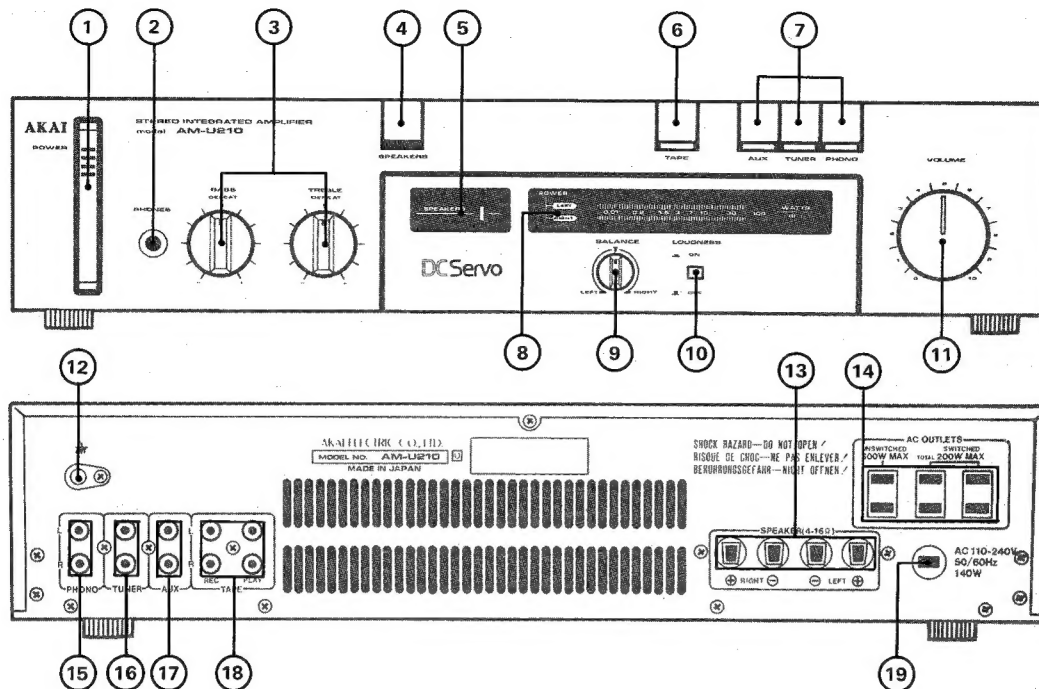 1 2 3 4 5 6 7
AKAI
STEREO INTEGRATED AMPLIFIER
model AM-U210
POWER
PHONES
BASS
DEFEAT
TREBLE
DEFEAT
SPEAKERS
TAPE
AUX TUNER PHONO
VOLUME
SPEAKERS
POWER
LEFT
RIGHT
WATTS
DC Servo
BALANCE
LEFT RIGHT
LOUDNESS
ON
OFF
8 9 10 11
12 13 14
AKAI ELECTRIC CO., LTD.
MODEL NO. AM-U210 U
MADE IN JAPAN
SHOCK HAZARD—DO NOT OPEN!
RISQUE DE CHOC—NE PAS ENLEVER!
BERUHRUNGSGEFAHR—NICHT OFFNEN!
AC OUTLETS
UNSWITCHED
SWITCHED
TOTAL 200W MAX
L
R
PHONO TUNER AUX
L
R
REC PLAY
TAPE
SPEAKER(4-16Ω)
⊕ RIGHT ⊖ ⊖ LEFT ⊕
AC 110-240V
50/60Hz
140W
15 16 17 18 19